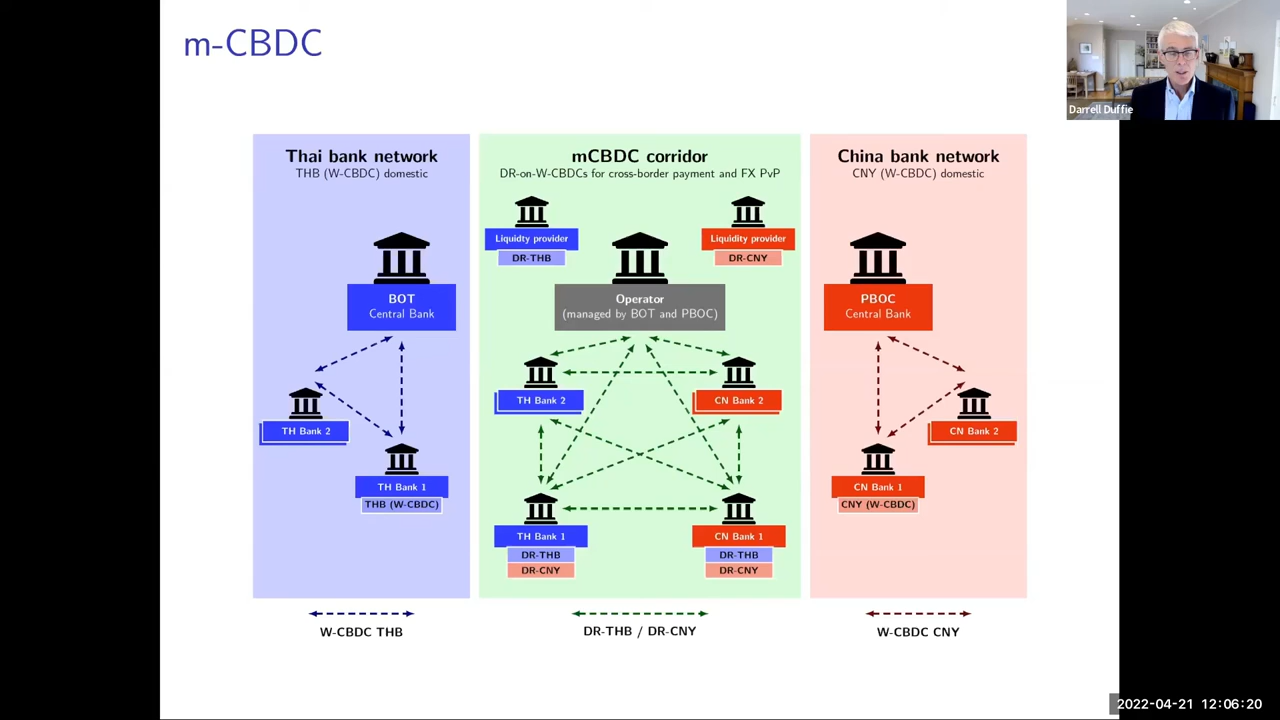 m-CBDC
Darrell Duffie
Thai bank network
THB (W-CBDC) domestic
BOT
Central Bank
TH Bank 2
TH Bank 1
THB (W-CBDC)
W-CBDC THB
mCBDC corridor
DR-on-W-CBDCs for cross-border payment and FX PvP
Liquidty provider
DR-THB
Liquidity provider
DR-CNY
Operator
(managed by BOT and PBOC)
TH Bank 2
CN Bank 2
TH Bank 1
DR-THB
DR-CNY
CN Bank 1
DR-THB
DR-CNY
DR-THB / DR-CNY
China bank network
CNY (W-CBDC) domestic
PBOC
Central Bank
CN Bank 2
CN Bank 1
CNY (W-CBDC)
W-CBDC CNY
2022-04-21 12:06:20